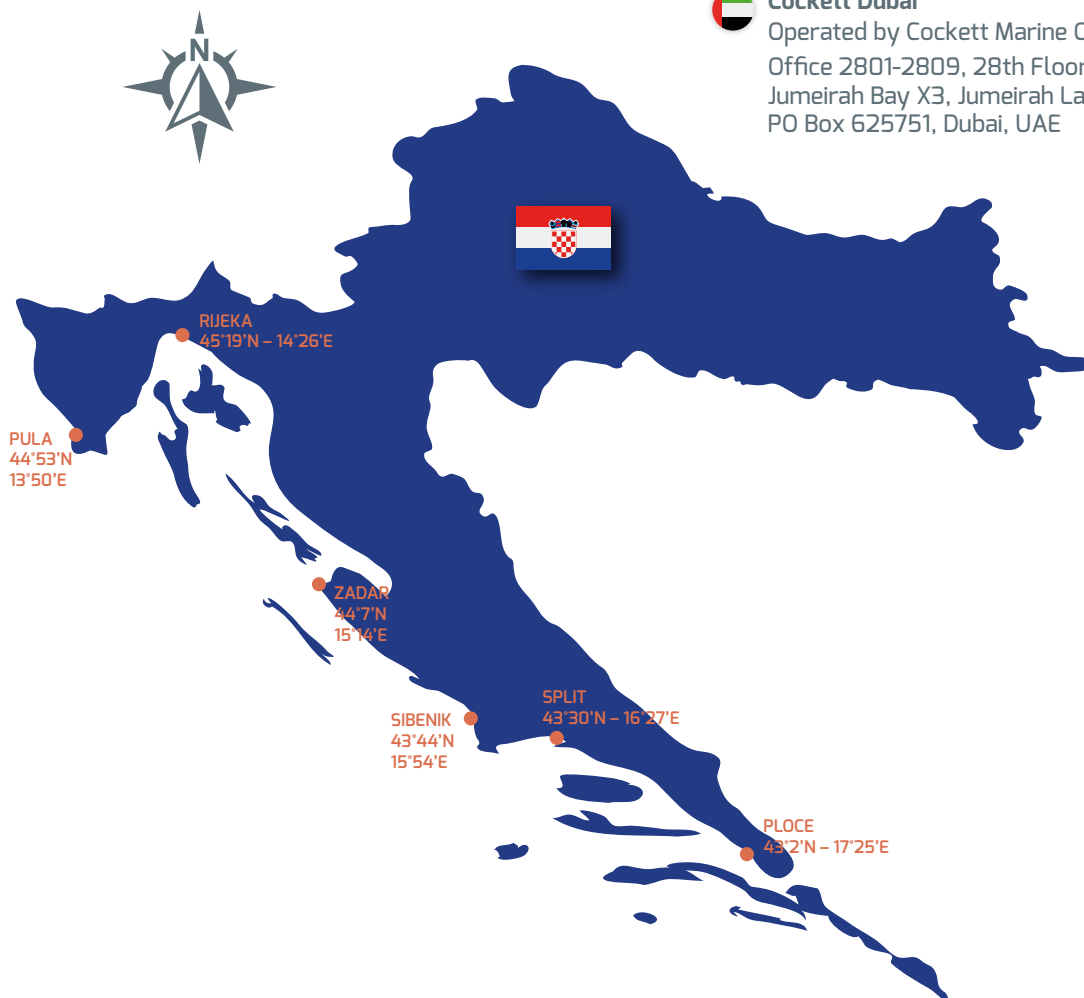 Cockett Dubai
Operated by Cockett Marine
Office 2801-2809, 28th Floor
Jumeirah Bay X3, Jumeirah
PO Box 625751, Dubai, UAE
N
RIJEKA
45°19'N – 14°26'E
PULA
44°53'N
13°50'E
ZADAR
44°7'N
15°14'E
SPLIT
43°30'N – 16°27'E
SIBENIK
43°44'N
15°54'E
PLOCE
43°2'N – 17°25'E